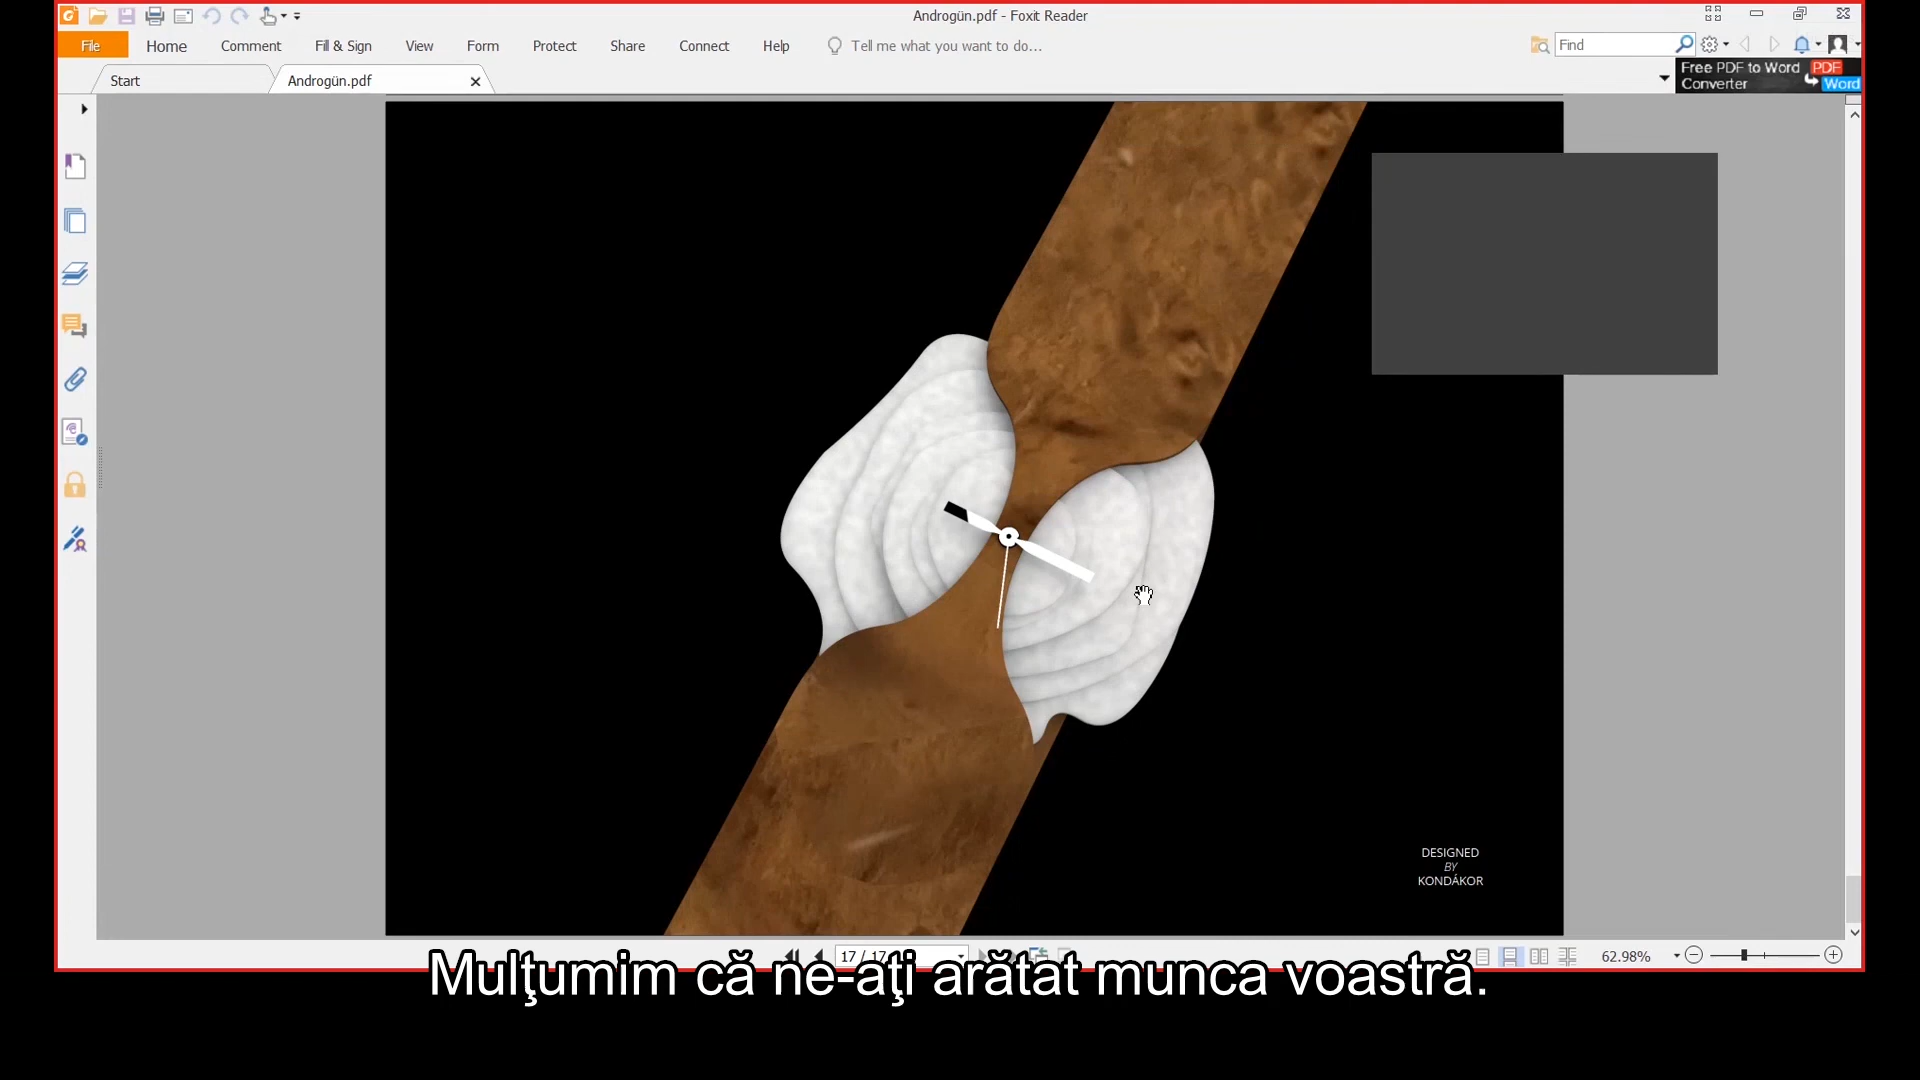 Androgün.pdf - Foxit Reader
File Home Comment Fill & Sign View Form Protect Share Connect Help Tell me what you want to do... Find
Start Androgün.pdf
Free PDF to Word PDF
Converter Word
DESIGNED
BY
KONDÁKOR
17 / 17
62.98%
Mulţumim că ne-aţi arătat munca voastră.